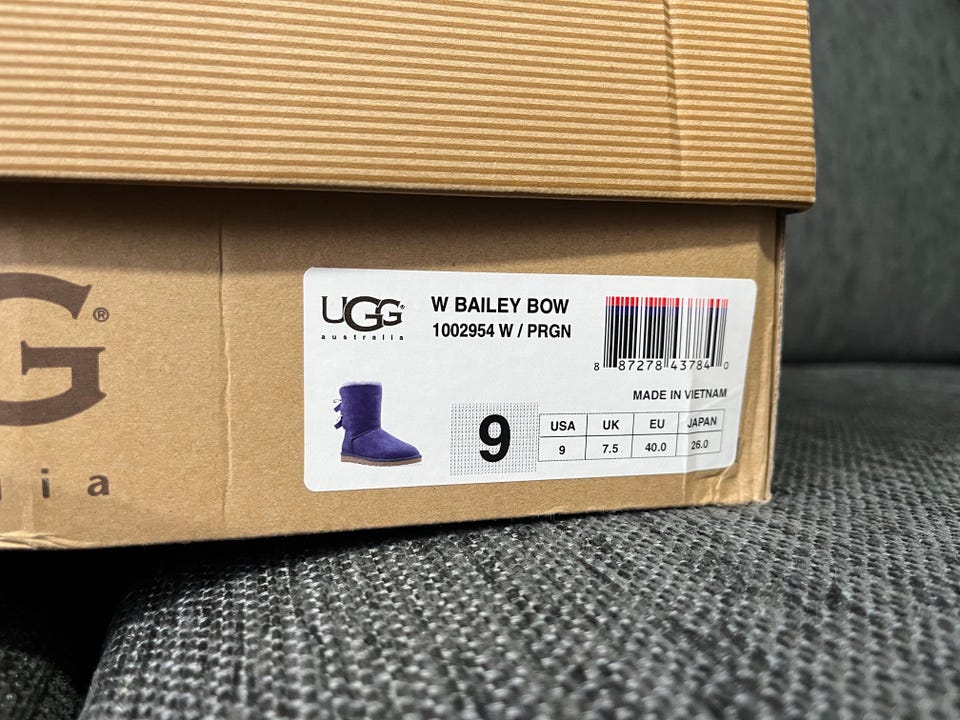 G®
lia
UGG®
australia
W BAILEY BOW
1002954 W / PRGN
8 87278 43784 0
MADE IN VIETNAM
9
USA UK EU JAPAN
9 7.5 40.0 26.0